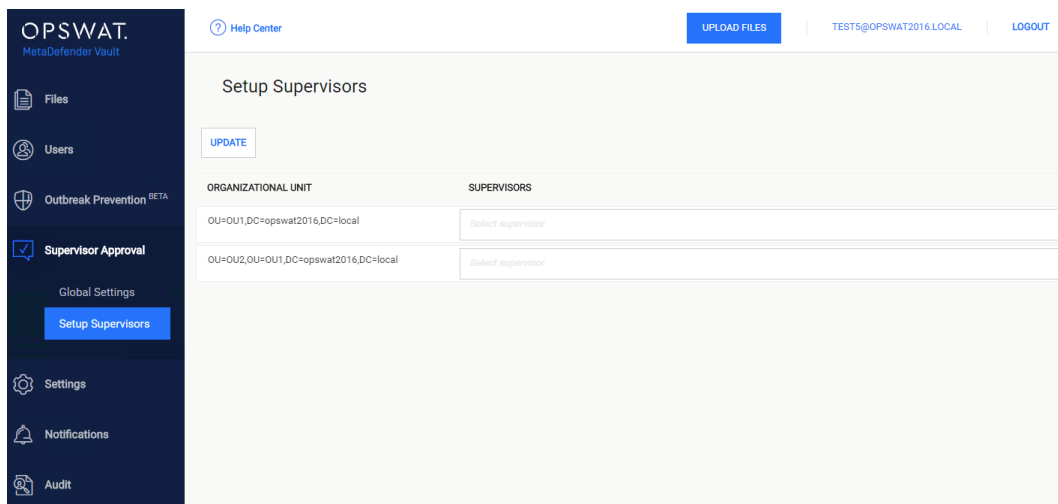 OPSWAT.
MetaDefender Vault
? Help Center
UPLOAD FILES
TEST5@OPSWAT2016.LOCAL
LOGOUT
Files
Users
Outbreak Prevention BETA
Supervisor Approval
Global Settings
Setup Supervisors
Settings
Notifications
Audit
Setup Supervisors
UPDATE
ORGANIZATIONAL UNIT SUPERVISORS
OU=OU1,DC=opswat2016,DC=local Select supervisor
OU=OU2,OU=OU1,DC=opswat2016,DC=local Select supervisor